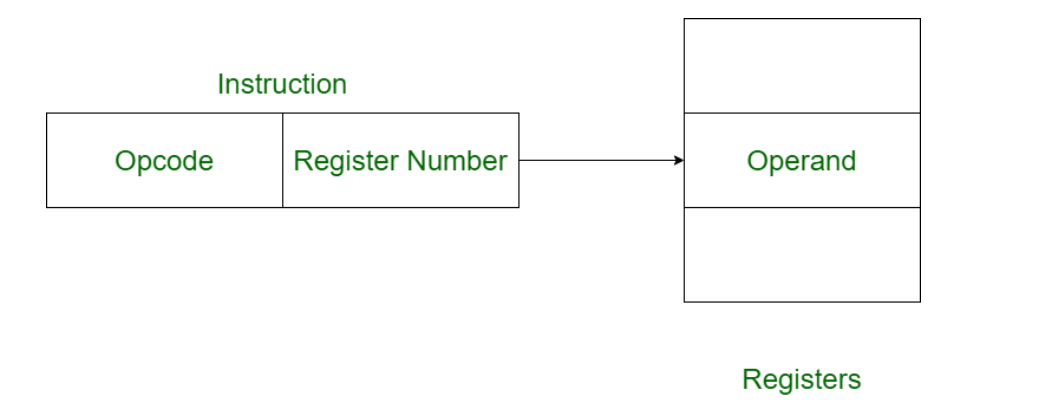 Instruction
Opcode
Register Number
Operand
Registers